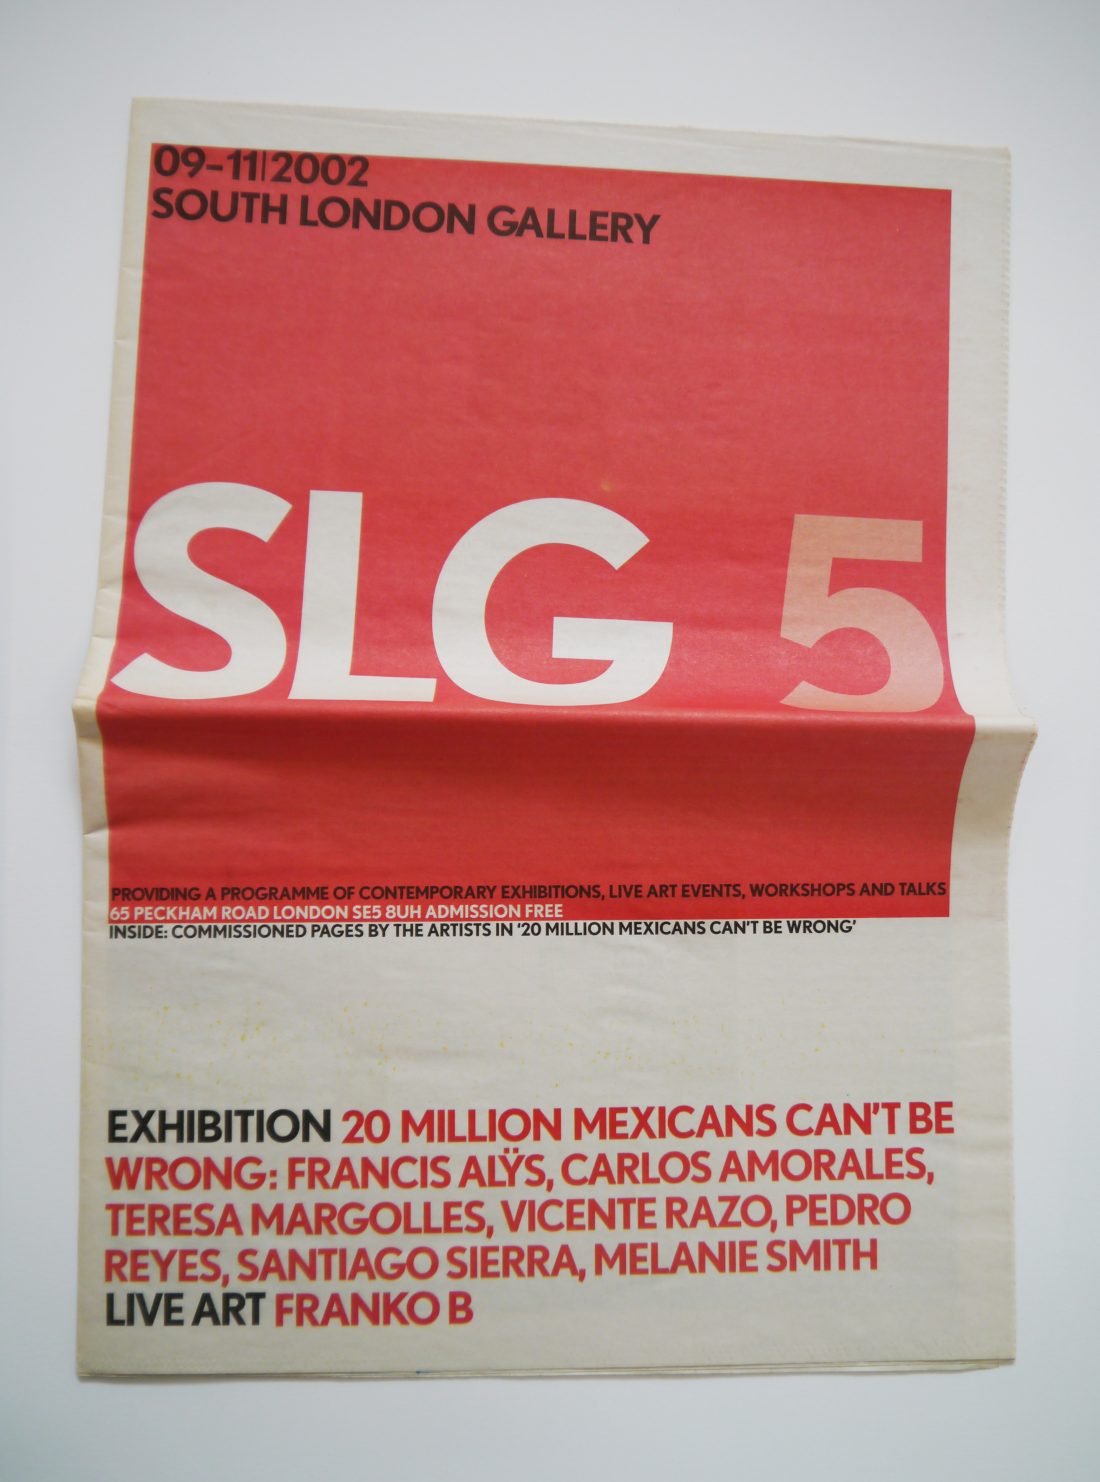 09–11|2002
SOUTH LONDON GALLERY
SLG 5
PROVIDING A PROGRAMME OF CONTEMPORARY EXHIBITIONS, LIVE ART EVENTS, WORKSHOPS AND TALKS
65 PECKHAM ROAD LONDON SE5 8UH ADMISSION FREE
INSIDE: COMMISSIONED PAGES BY THE ARTISTS IN ‘20 MILLION MEXICANS CAN’T BE WRONG’
EXHIBITION 20 MILLION MEXICANS CAN’T BE
WRONG: FRANCIS ALŸS, CARLOS AMORALES,
TERESA MARGOLLES, VICENTE RAZO, PEDRO
REYES, SANTIAGO SIERRA, MELANIE SMITH
LIVE ART FRANKO B